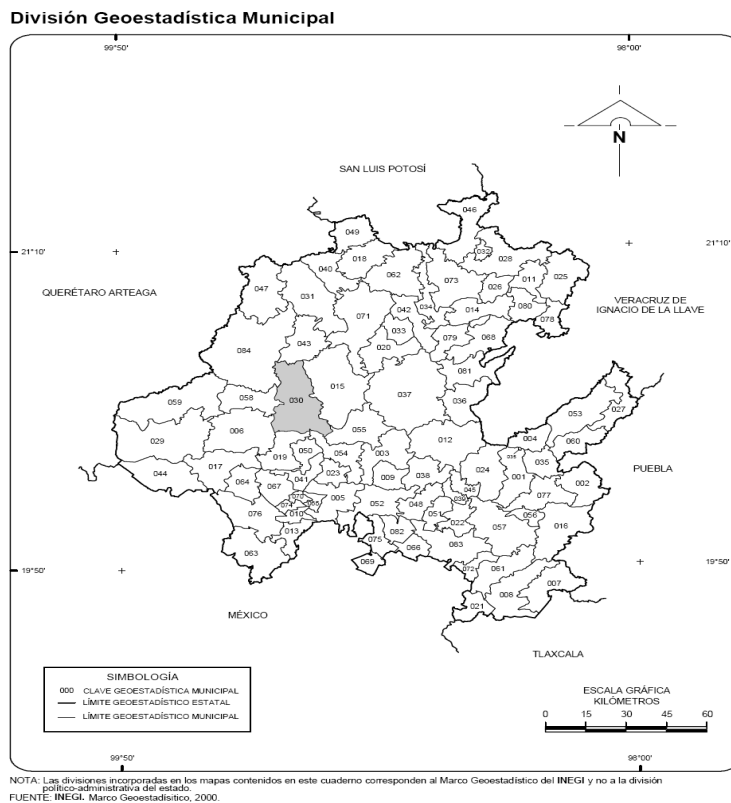 División Geoestadística Municipal
99°50' 98°00'
N
SAN LUIS POTOSÍ
046
049
032 028
21°10' 21°10'
018
040 062 073 011 025
047 026
QUERÉTARO ARTEAGA
031 042 034 080 VERACRUZ DE
IGNACIO DE LA LLAVE
071 014
033 078
043 079 068
020
084
081
015
030 037 036
059 058
053 027
029 006 055 012 004 060
050 054 003
019 035
044 017 023 038 024 PUEBLA
064 067 041 009 001 002
045 077
070 005 052 048 039
074 010 051 056
076 022 057 016
013 082
075 083
063 066
069 072 061 007
19°50' 19°50'
008
021
MÉXICO
TLAXCALA
SIMBOLOGÍA
000 CLAVE GEOESTADÍSTICA MUNICIPAL
LÍMITE GEOESTADÍSTICO ESTATAL
LÍMITE GEOESTADÍSTICO MUNICIPAL
ESCALA GRÁFICA
KILÓMETROS
0 15 30 45 60
99°50' 98°00'
NOTA: Las divisiones incorporadas en los mapas contenidos en este cuaderno corresponden al Marco Geoestadístico del INEGI y no a la división
político-administrativa del estado.
FUENTE: INEGI. Marco Geoestadísitico, 2000.